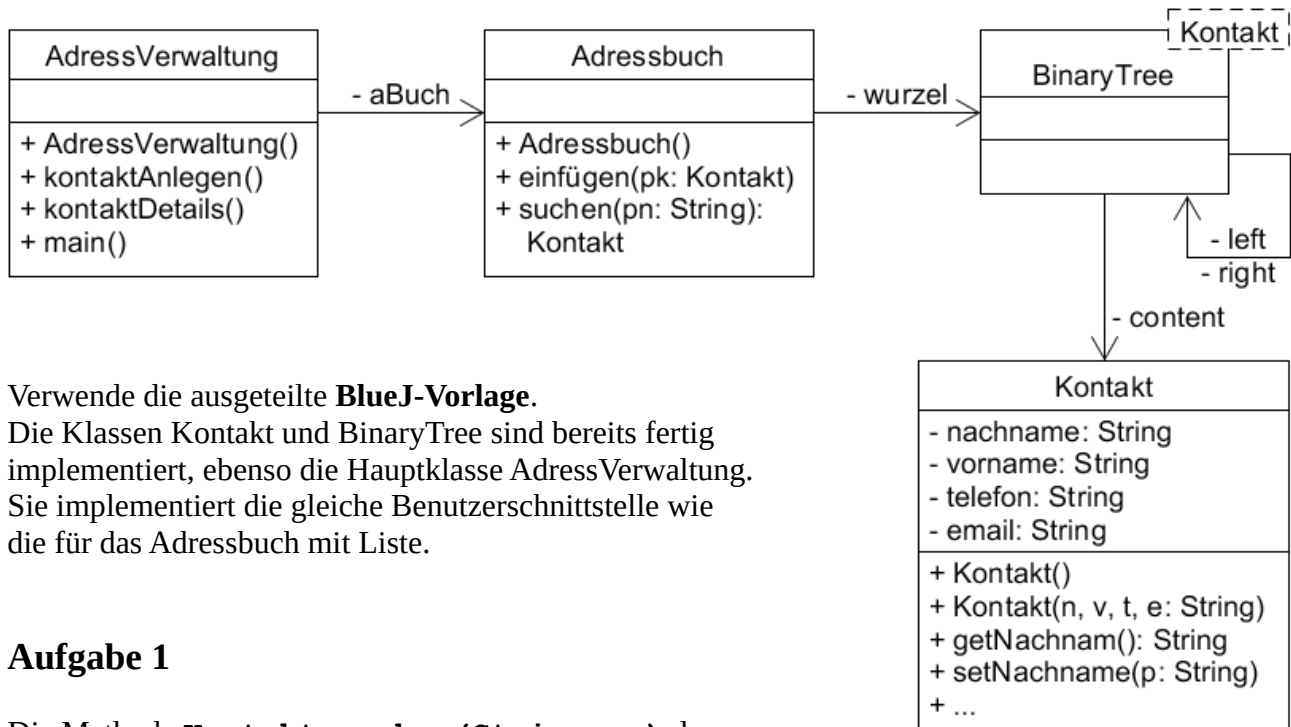 Kontakt
AdressVerwaltung
Adressbuch
BinaryTree
- aBuch
- wurzel
+ AdressVerwaltung()
+ kontaktAnlegen()
+ kontaktDetails()
+ main()
+ Adressbuch()
+ einfügen(pk: Kontakt)
+ suchen(pn: String):
Kontakt
- left
- right
- content
Kontakt
- nachname: String
- vorname: String
- telefon: String
- email: String
+ Kontakt()
+ Kontakt(n, v, t, e: String)
+ getNachnam(): String
+ setNachname(p: String)
+ ...
Verwende die ausgeteilte BlueJ-Vorlage.
Die Klassen Kontakt und BinaryTree sind bereits fertig
implementiert, ebenso die Hauptklasse AdressVerwaltung.
Sie implementiert die gleiche Benutzerschnittstelle wie
die für das Adressbuch mit Liste.
Aufgabe 1